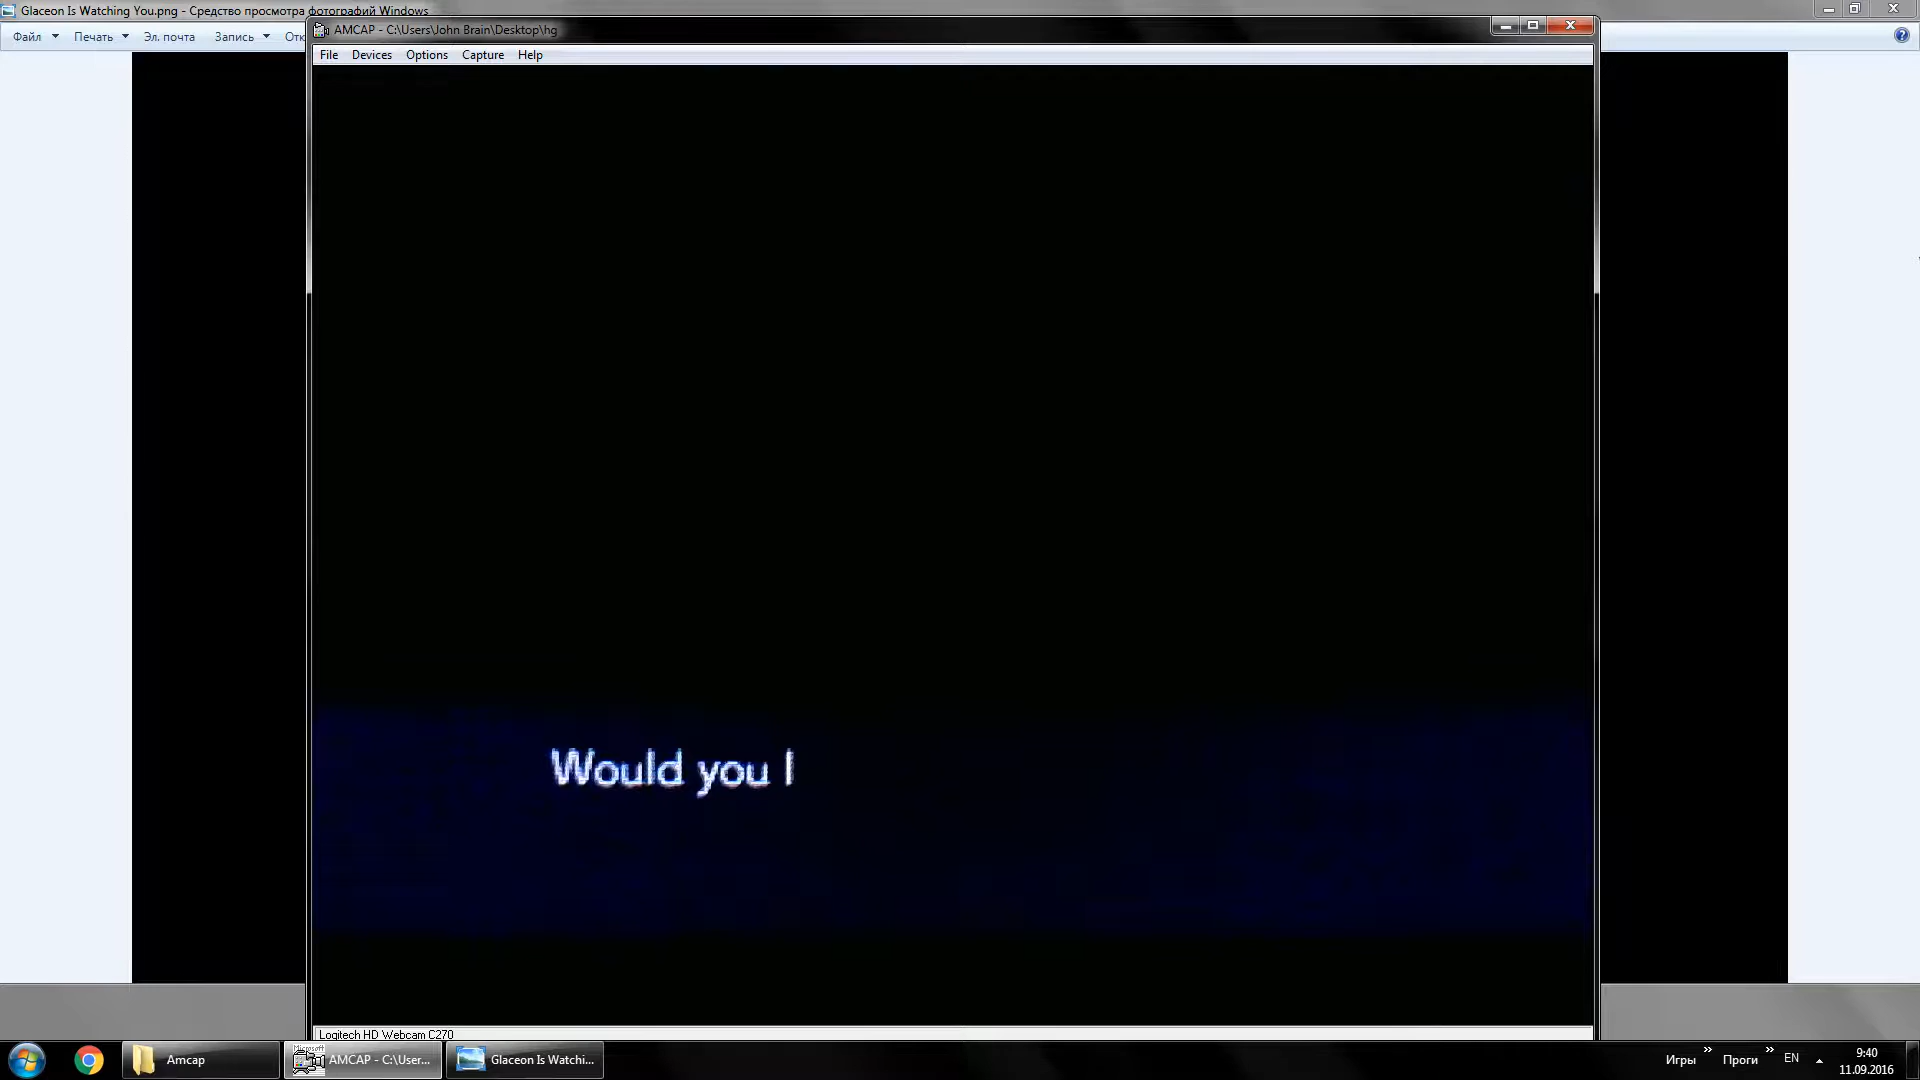 Glaceon Is Watching You.png - Средство просмотра фотографий Windows
Файл Печать Эл. почта Запись Отк
AMCAP - C:\Users\John Brain\Desktop\hg
File Devices Options Capture Help
Would you l
Logitech HD Webcam C270
Amcap
Microsoft
AMCAP - C:\User...
Glaceon Is Watchi...
Игры
Проги
EN
9:40
11.09.2016